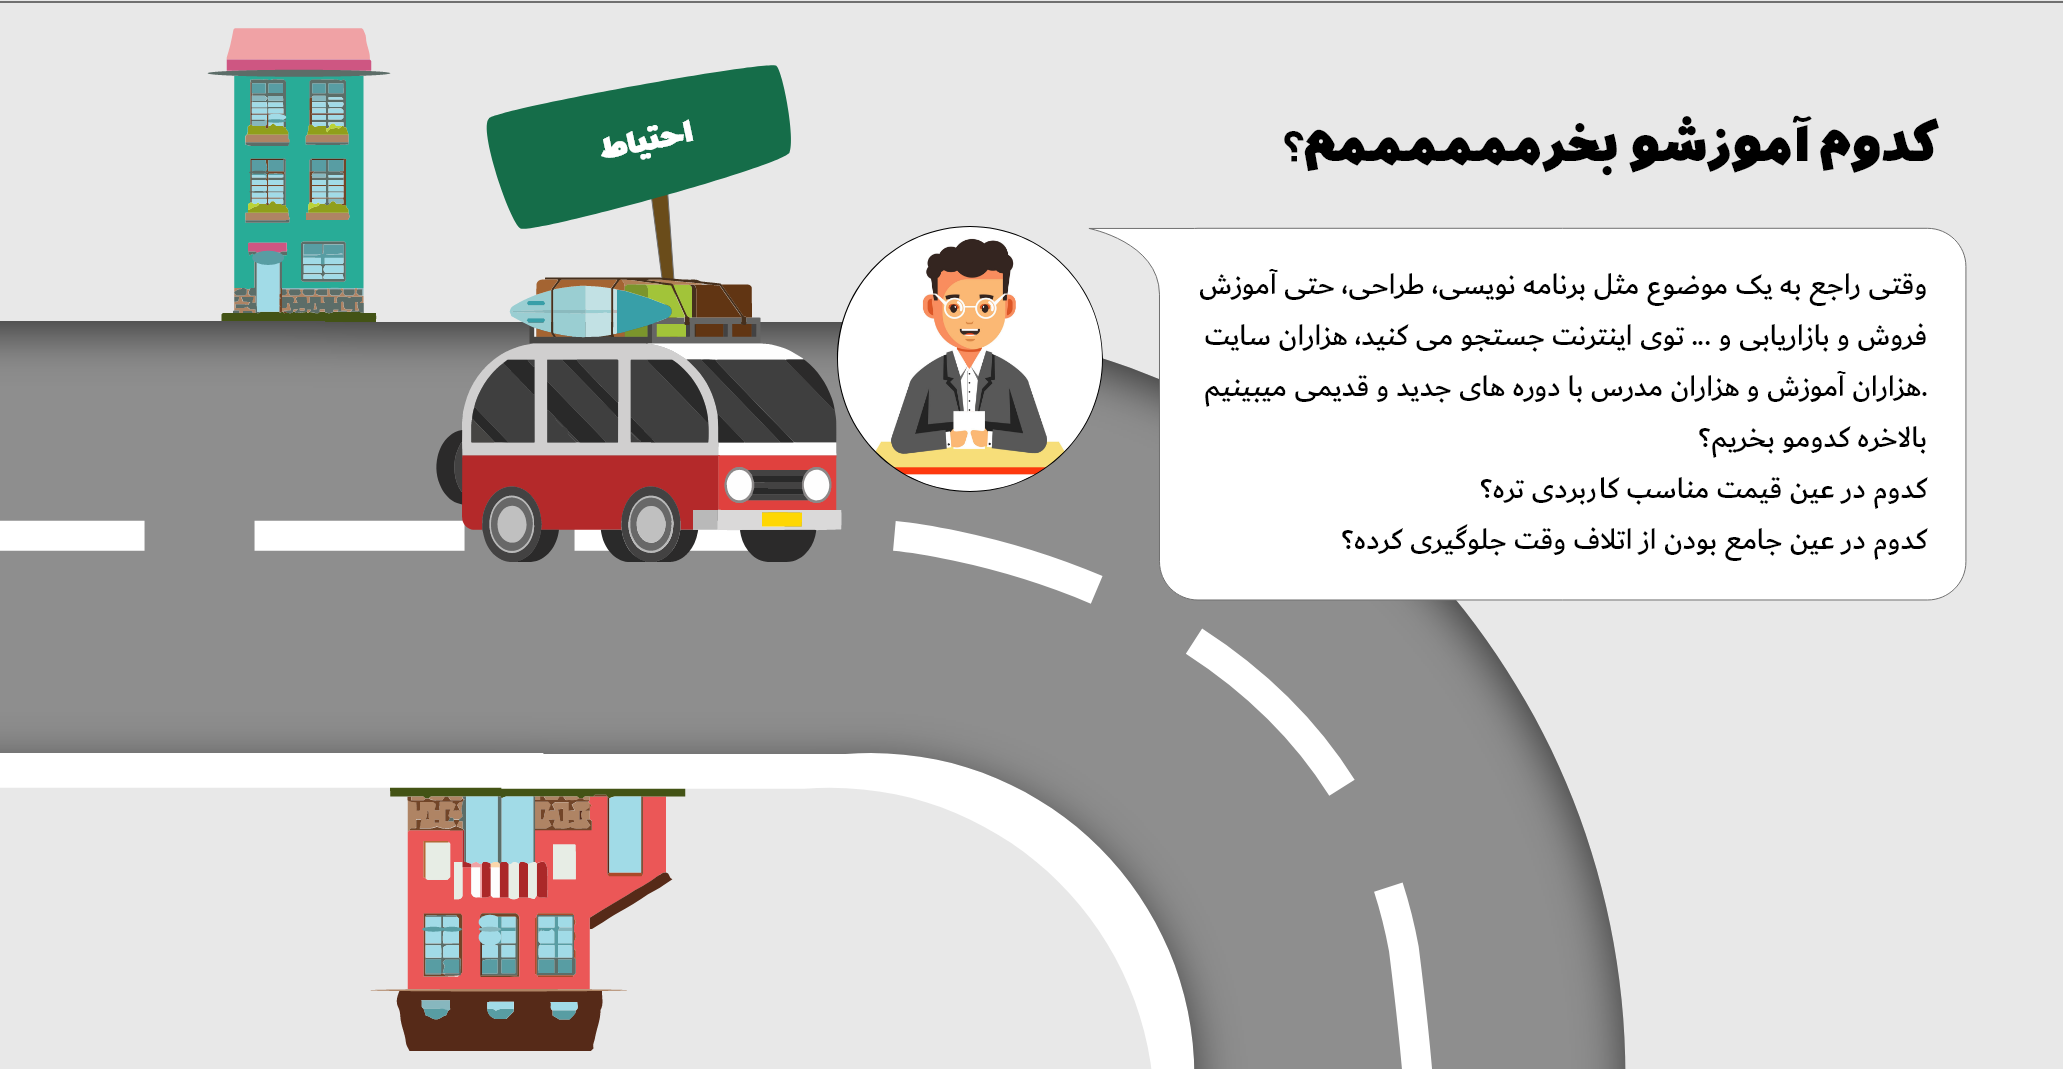 کدوم آموزشو بخرمممممممم؟
احتیاط
وقتی راجع به یک موضوع مثل برنامه نویسی، طراحی، حتی آموزش
فروش و بازاریابی و ... توی اینترنت جستجو می کنید، هزاران سایت
.هزاران آموزش و هزاران مدرس با دوره های جدید و قدیمی میبینیم
بالاخره کدومو بخریم؟
کدوم در عین قیمت مناسب کاربردی تره؟
کدوم در عین جامع بودن از اتلاف وقت جلوگیری کرده؟